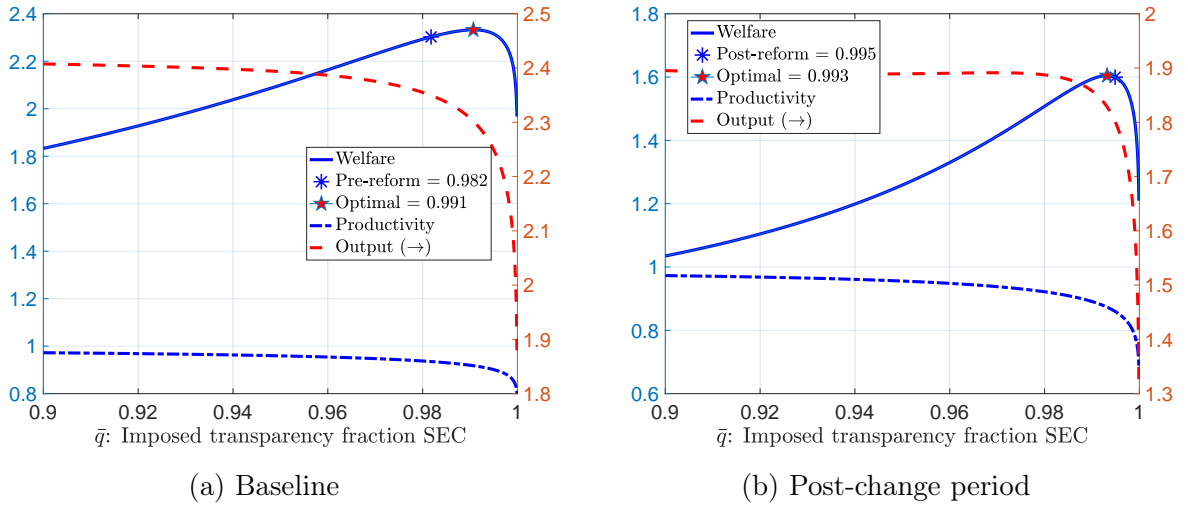 2.4
2.2
2
1.8
1.6
1.4
1.2
1
0.8
2.5
2.4
2.3
2.2
2.1
2
1.9
1.8
Welfare
Pre-reform = 0.982
Optimal = 0.991
Productivity
Output (→)
0.9 0.92 0.94 0.96 0.98 1
q̄: Imposed transparency fraction SEC
(a) Baseline
1.8
1.6
1.4
1.2
1
0.8
0.6
2
1.9
1.8
1.7
1.6
1.5
1.4
1.3
Welfare
Post-reform = 0.995
Optimal = 0.993
Productivity
Output (→)
0.9 0.92 0.94 0.96 0.98 1
q̄: Imposed transparency fraction SEC
(b) Post-change period